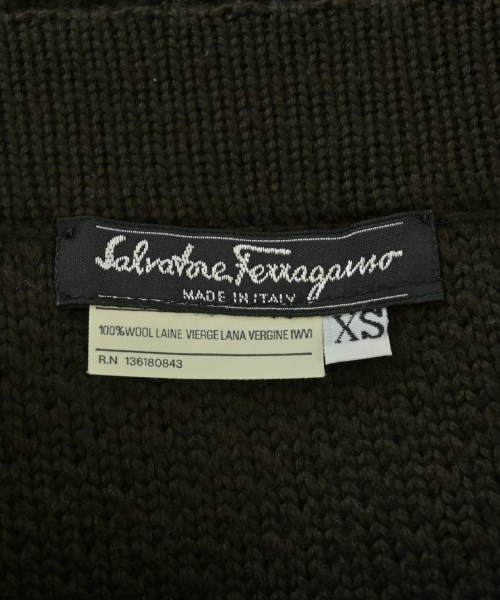 Salvatore Ferragamo
MADE IN ITALY
100% WOOL LAINE VIERGE LANA VERGINE (WV)
XS
R.N 136180843